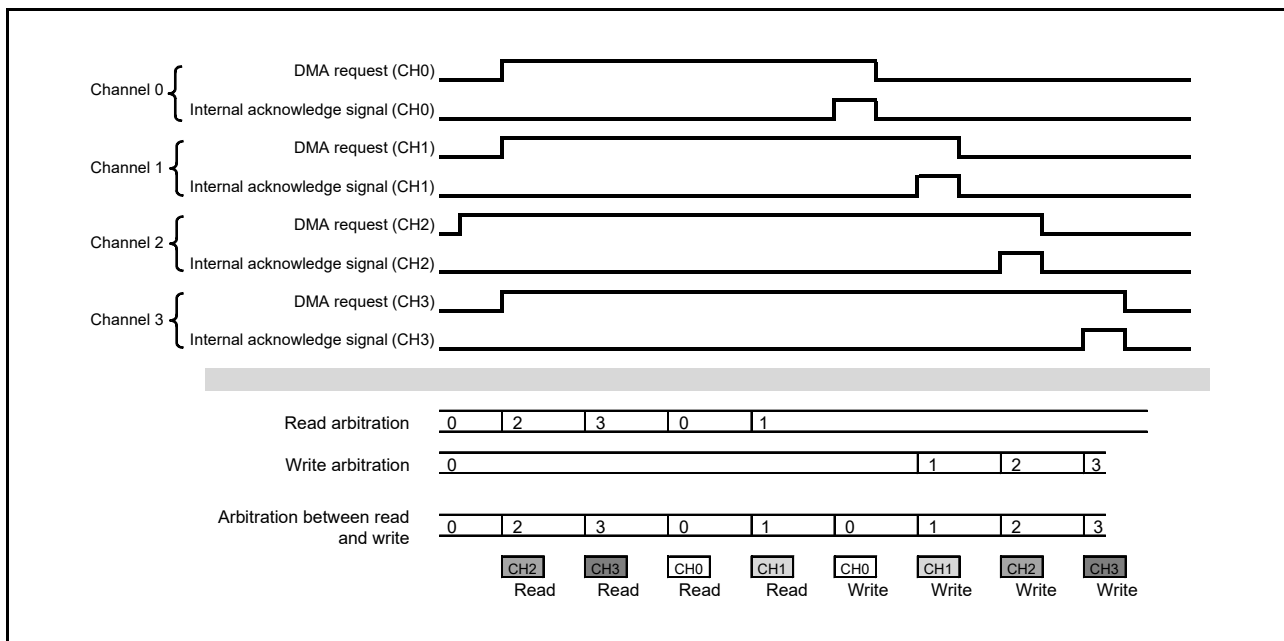 DMA request (CH0)
Channel 0
Internal acknowledge signal (CH0)
DMA request (CH1)
Channel 1
Internal acknowledge signal (CH1)
DMA request (CH2)
Channel 2
Internal acknowledge signal (CH2)
DMA request (CH3)
Channel 3
Internal acknowledge signal (CH3)
Read arbitration 0 2 3 0 1
Write arbitration 0 1 2 3
Arbitration between read
and write
0 2 3 0 1 0 1 2 3
CH2 CH3 CH0 CH1 CH0 CH1 CH2 CH3
Read Read Read Read Write Write Write Write